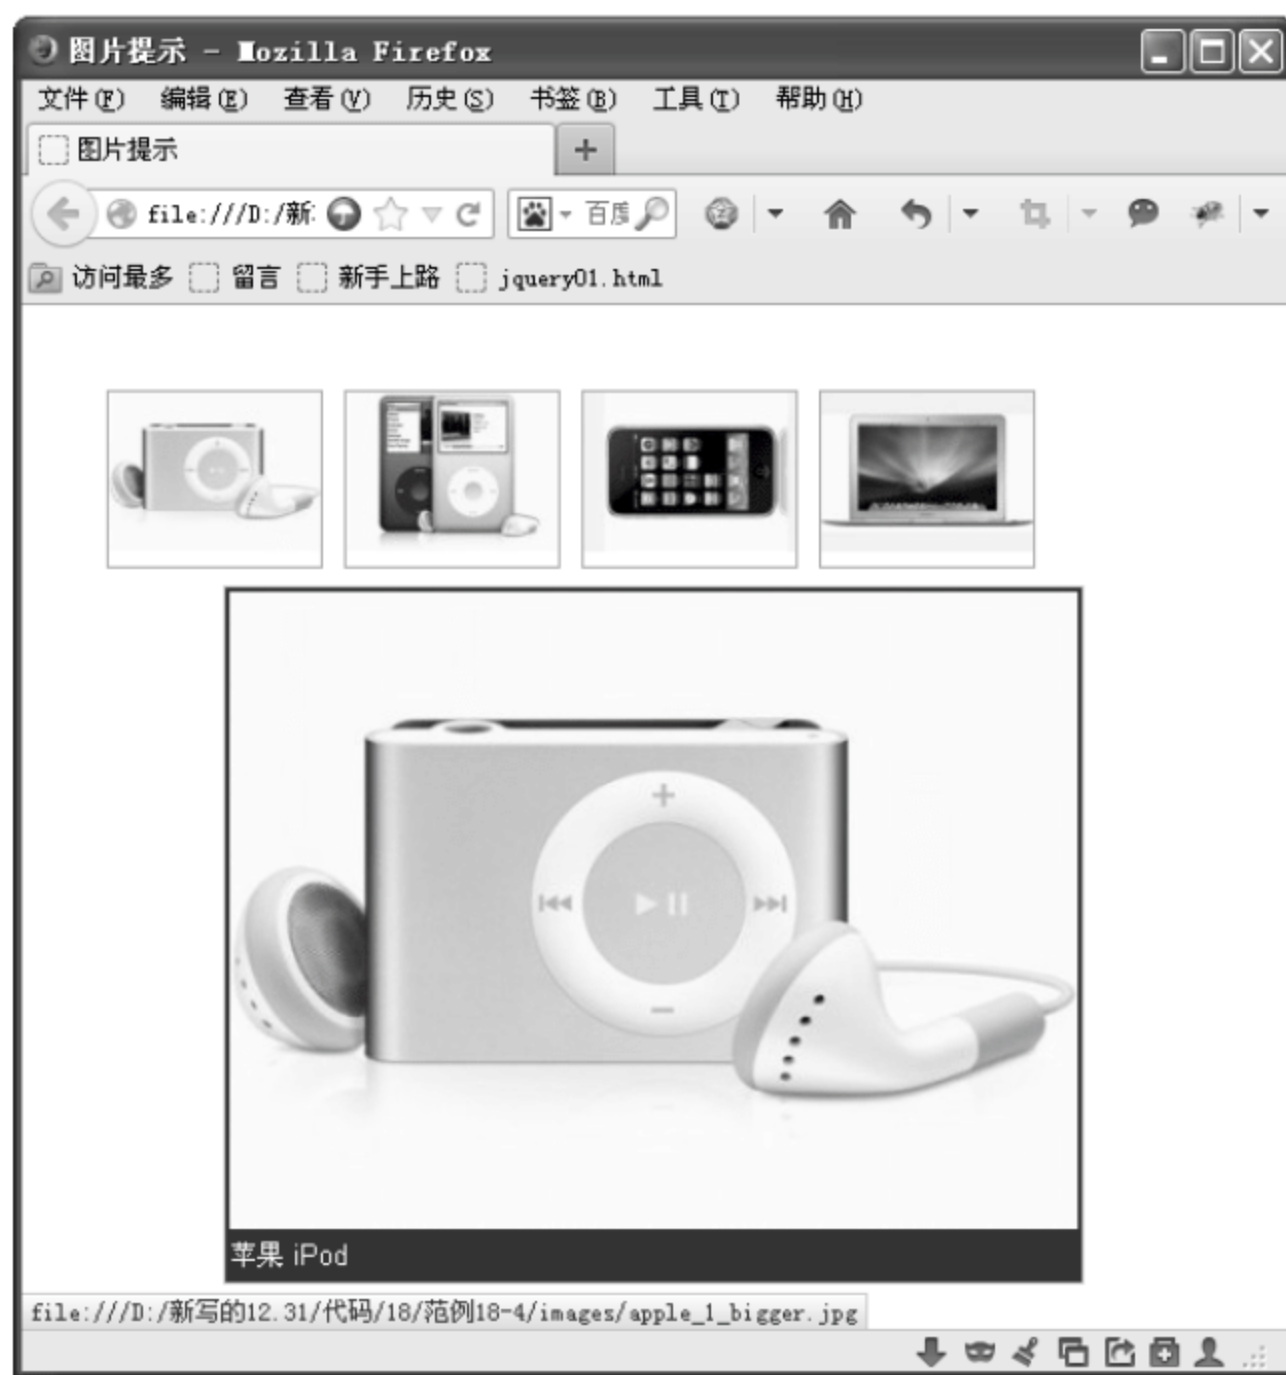 图片提示 - Mozilla Firefox
文件(F) 编辑(E) 查看(V) 历史(S) 书签(B) 工具(T) 帮助(H)
图片提示 +
file:///D:/新 百度
访问最多 留言 新手上路 jquery01.html
苹果 iPod
file:///D:/新写的12.31/代码/18/范例18-4/images/apple_1_bigger.jpg